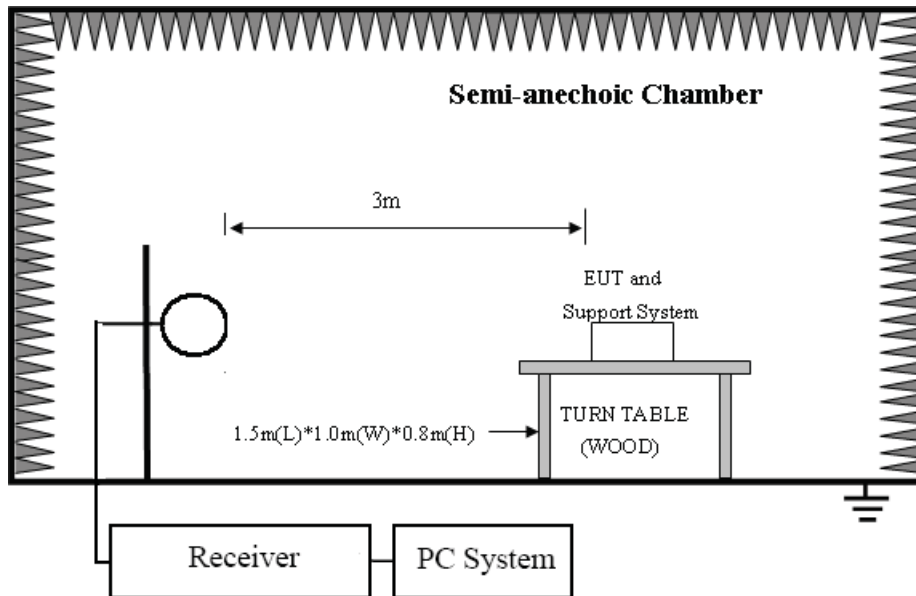 Semi-anechoic Chamber
3m
EUT and
Support System
1.5m(L)*1.0m(W)*0.8m(H)
TURN TABLE
(WOOD)
Receiver
PC System